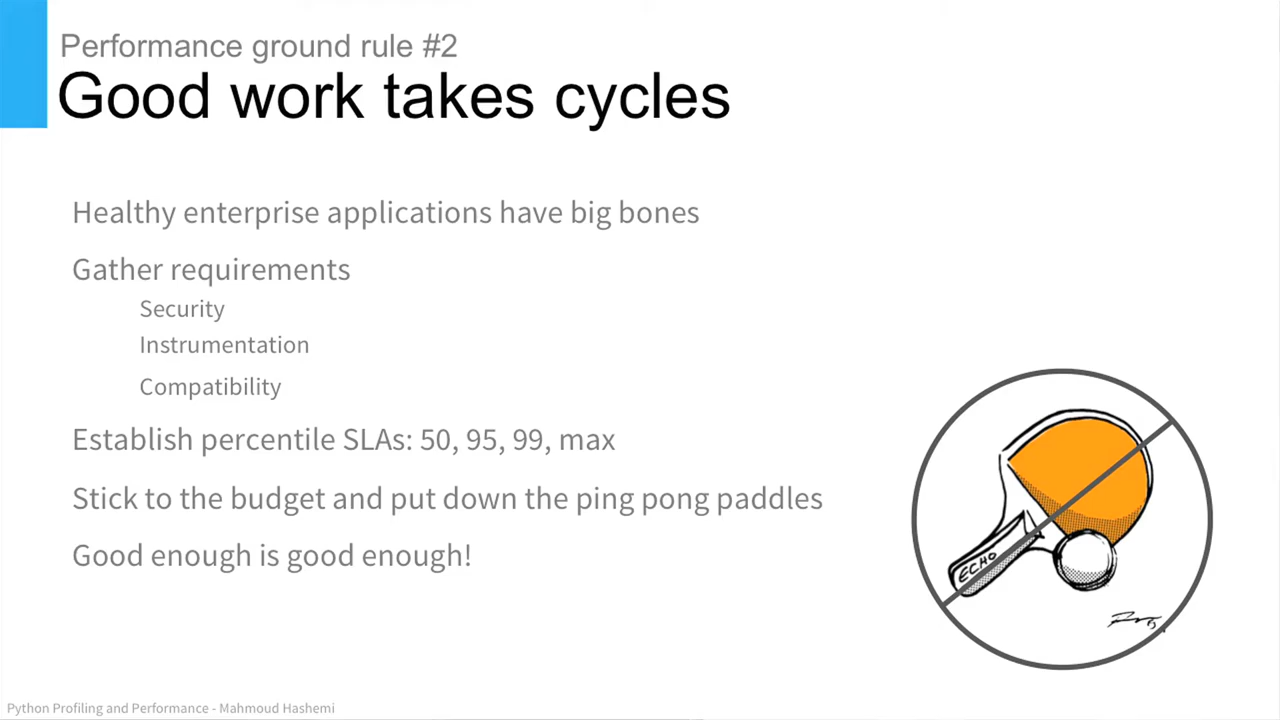 Performance ground rule #2
Good work takes cycles
Healthy enterprise applications have big bones
Gather requirements
Security
Instrumentation
Compatibility
Establish percentile SLAs: 50, 95, 99, max
Stick to the budget and put down the ping pong paddles
Good enough is good enough!
ECHO
Python Profiling and Performance - Mahmoud Hashemi